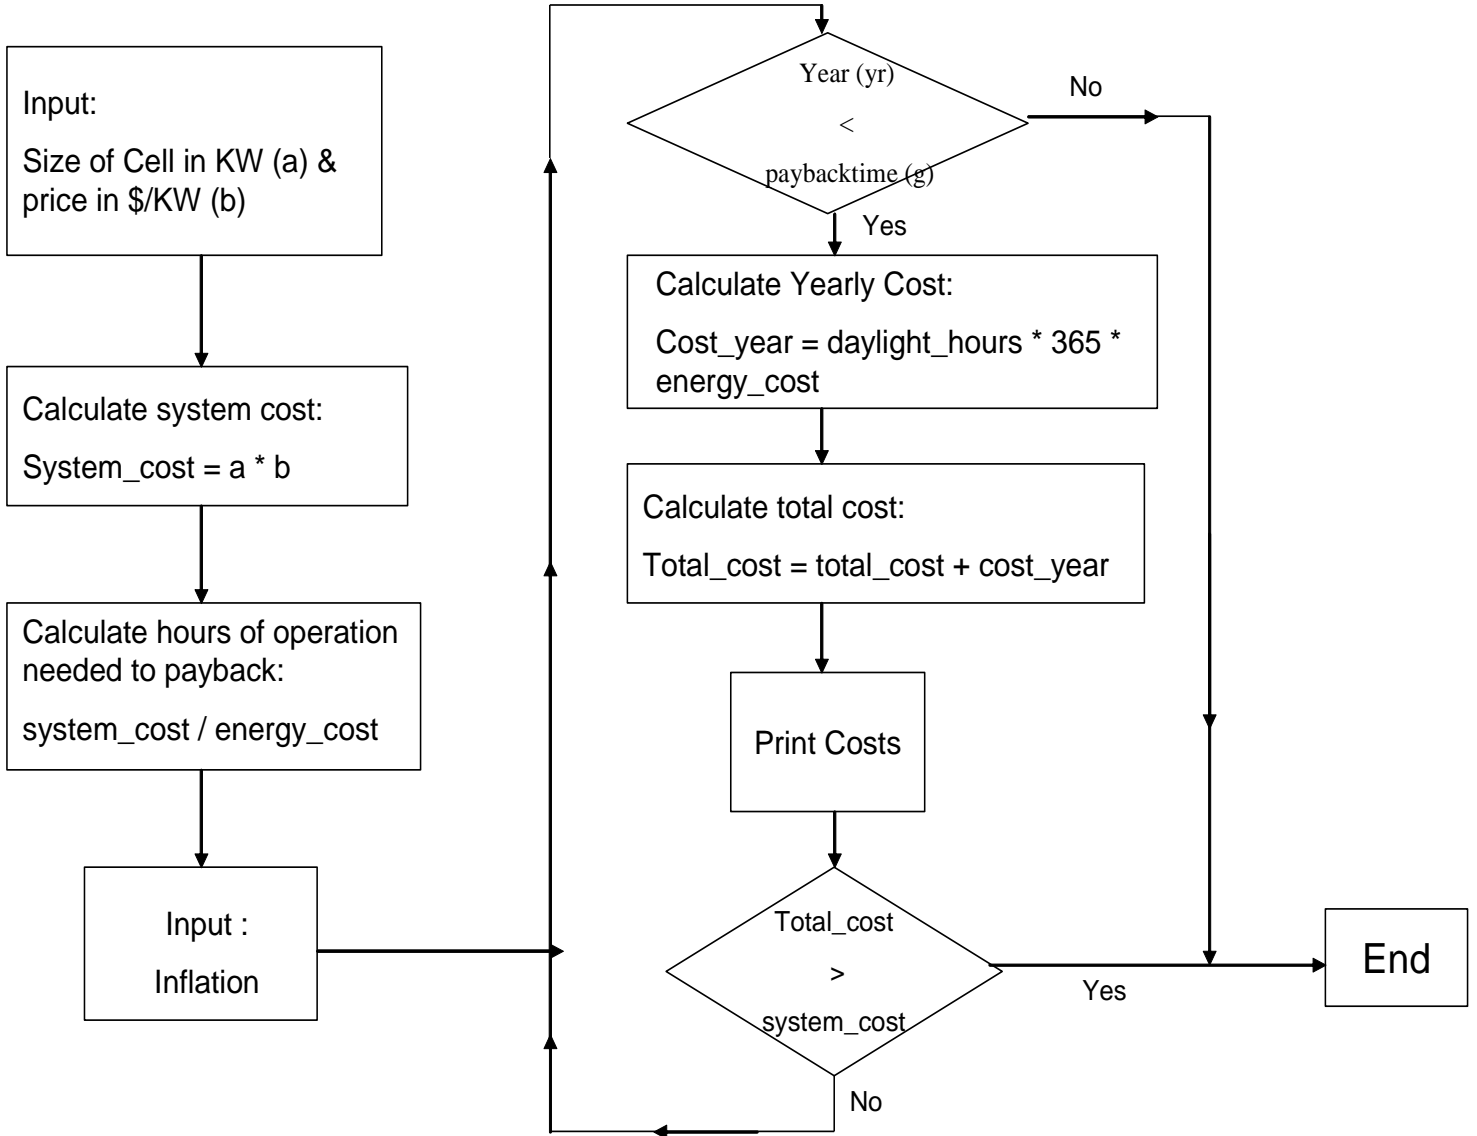 Input:
Size of Cell in KW (a) &
price in $/KW (b)
Calculate system cost:
System_cost = a * b
Calculate hours of operation
needed to payback:
system_cost / energy_cost
Input :
Inflation
Year (yr)
<
paybacktime (g)
No
Yes
Calculate Yearly Cost:
Cost_year = daylight_hours * 365 *
energy_cost
Calculate total cost:
Total_cost = total_cost + cost_year
Print Costs
Total_cost
>
system_cost
Yes
No
End